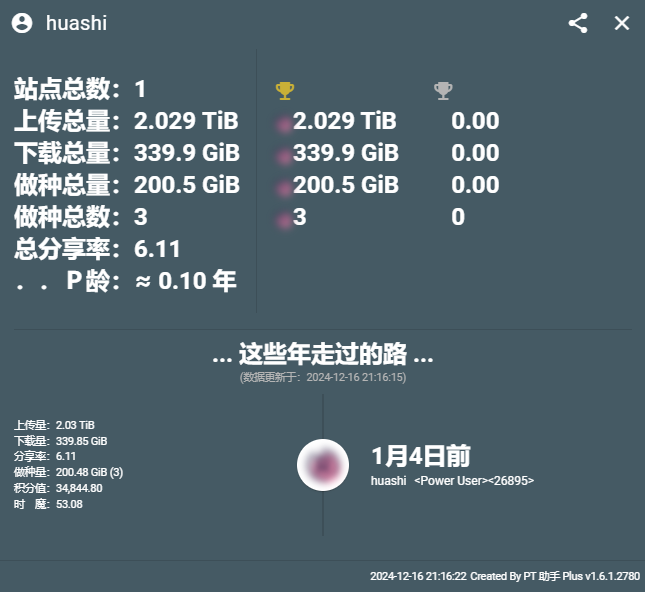 huashi
站点总数：1
上传总量：2.029 TiB
下载总量：339.9 GiB
做种总量：200.5 GiB
做种总数：3
总分享率：6.11
． ． P龄：≈ 0.10 年
2.029 TiB 0.00
339.9 GiB 0.00
200.5 GiB 0.00
3 0
... 这些年走过的路 ...
(数据更新于：2024-12-16 21:16:15)
上传量：2.03 TiB
下载量：339.85 GiB
分享率：6.11
做种量：200.48 GiB (3)
积分值：34,844.80
时 魔：53.08
1月4日前
huashi <Power User><26895>
2024-12-16 21:16:22 Created By PT 助手 Plus v1.6.1.2780